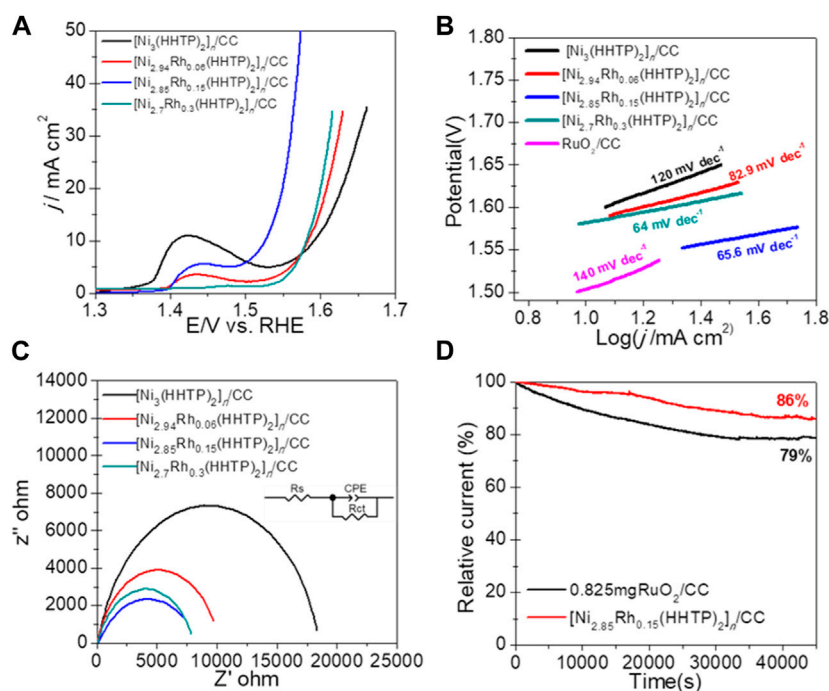 A
[Ni3(HHTP)2]n/CC
[Ni2.94Rh0.06(HHTP)2]n/CC
[Ni2.85Rh0.15(HHTP)2]n/CC
[Ni2.7Rh0.3(HHTP)2]n/CC
50
40
30
20
10
0
j / mA cm2
1.3 1.4 1.5 1.6 1.7
E/V vs. RHE
B
[Ni3(HHTP)2]n/CC
[Ni2.94Rh0.06(HHTP)2]n/CC
[Ni2.85Rh0.15(HHTP)2]n/CC
[Ni2.7Rh0.3(HHTP)2]n/CC
RuO2/CC
1.80
1.75
1.70
1.65
1.60
1.55
1.50
Potential(V)
120 mV dec-1
82.9 mV dec-1
64 mV dec-1
65.6 mV dec-1
140 mV dec-1
0.8 1.0 1.2 1.4 1.6 1.8
Log(j /mA cm2)
C
[Ni3(HHTP)2]n/CC
[Ni2.94Rh0.06(HHTP)2]n/CC
[Ni2.85Rh0.15(HHTP)2]n/CC
[Ni2.7Rh0.3(HHTP)2]n/CC
14000
12000
10000
8000
6000
4000
2000
0
z" ohm
Rs CPE
Rct
0 5000 10000 15000 20000 25000
Z' ohm
D
100
80
60
40
20
0
Relative current (%)
86%
79%
0.825mgRuO2/CC
[Ni2.85Rh0.15(HHTP)2]n/CC
0 10000 20000 30000 40000
Time(s)